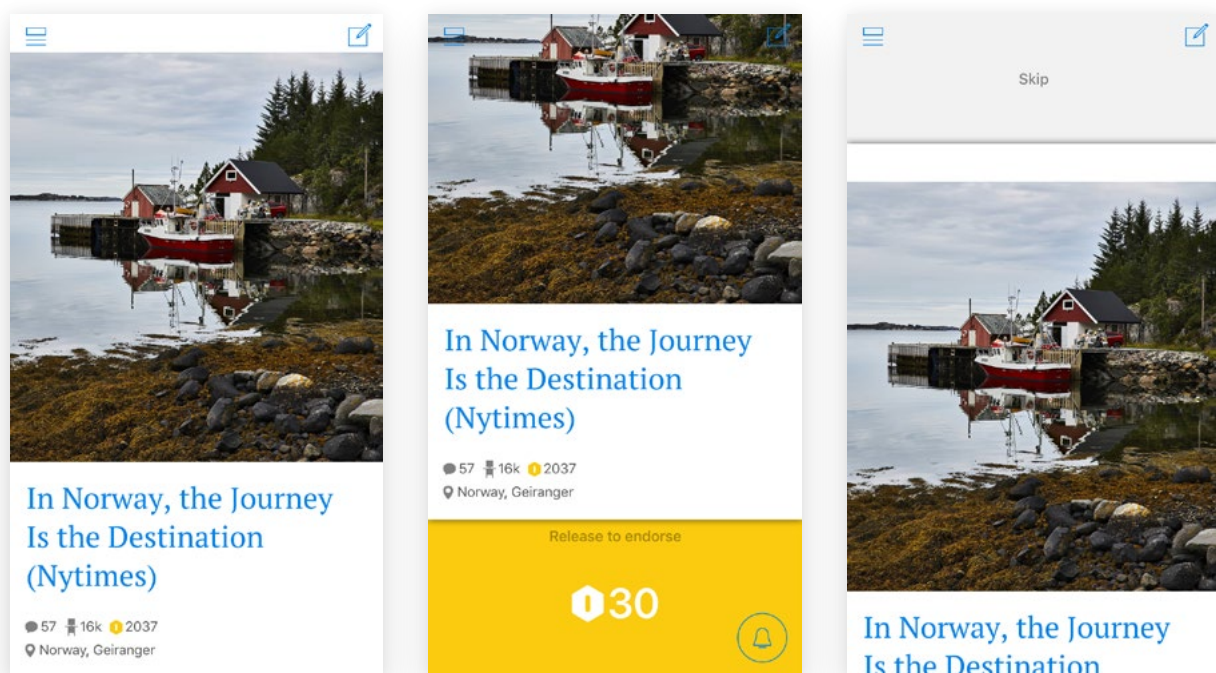 In Norway, the Journey
Is the Destination
(Nytimes)
57 16k 2037
Norway, Geiranger
In Norway, the Journey
Is the Destination
(Nytimes)
57 16k 2037
Norway, Geiranger
Release to endorse
30
Skip
In Norway, the Journey
Is the Destination